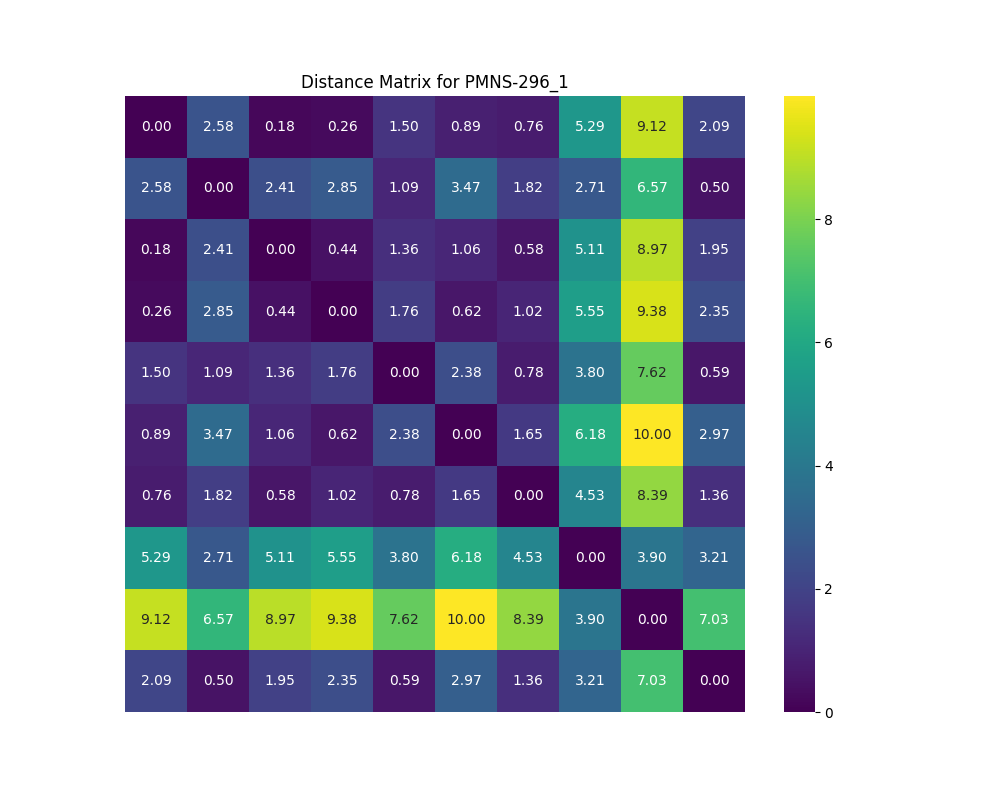 Distance Matrix for PMNS-296_1
0.00 2.58 0.18 0.26 1.50 0.89 0.76 5.29 9.12 2.09
2.58 0.00 2.41 2.85 1.09 3.47 1.82 2.71 6.57 0.50
0.18 2.41 0.00 0.44 1.36 1.06 0.58 5.11 8.97 1.95
0.26 2.85 0.44 0.00 1.76 0.62 1.02 5.55 9.38 2.35
1.50 1.09 1.36 1.76 0.00 2.38 0.78 3.80 7.62 0.59
0.89 3.47 1.06 0.62 2.38 0.00 1.65 6.18 10.00 2.97
0.76 1.82 0.58 1.02 0.78 1.65 0.00 4.53 8.39 1.36
5.29 2.71 5.11 5.55 3.80 6.18 4.53 0.00 3.90 3.21
9.12 6.57 8.97 9.38 7.62 10.00 8.39 3.90 0.00 7.03
2.09 0.50 1.95 2.35 0.59 2.97 1.36 3.21 7.03 0.00
8
6
4
2
0